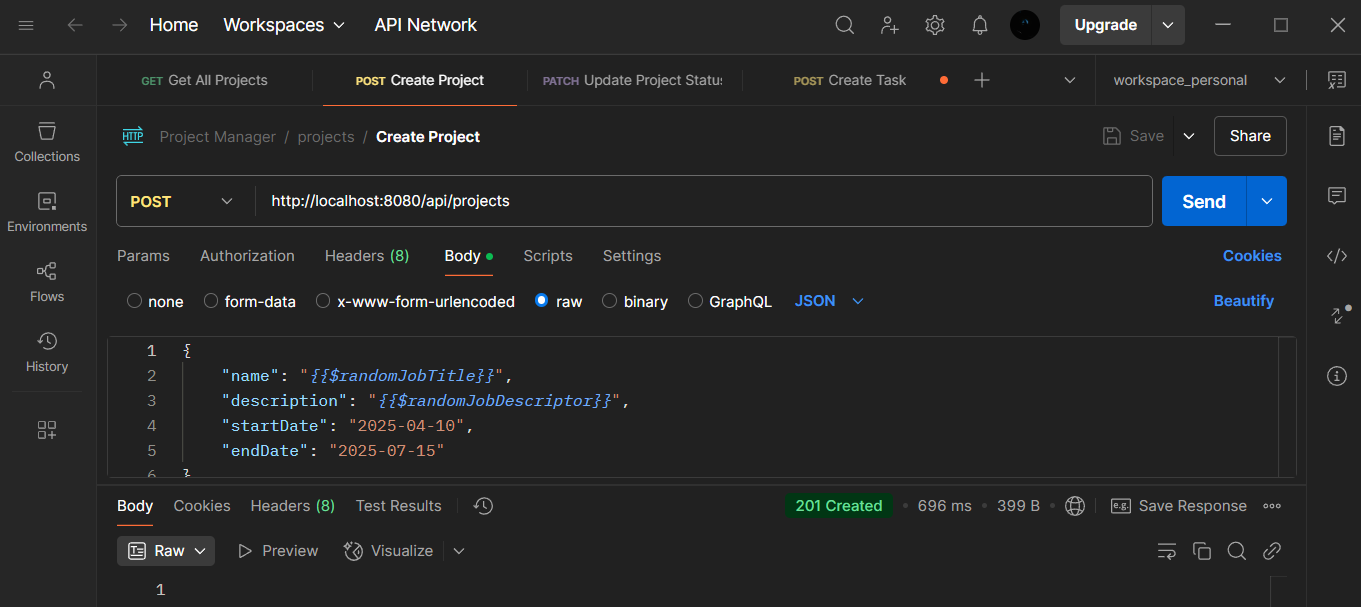 Home Workspaces API Network Upgrade
GET Get All Projects POST Create Project PATCH Update Project Statu POST Create Task workspace_personal
HTTP Project Manager / projects / Create Project Save Share
Collections
POST http://localhost:8080/api/projects Send
Environments
Params Authorization Headers (8) Body Scripts Settings Cookies
Flows
none form-data x-www-form-urlencoded raw binary GraphQL JSON Beautify
History
1 {
2 "name": "{{$randomJobTitle}}",
3 "description": "{{$randomJobDescriptor}}",
4 "startDate": "2025-04-10",
5 "endDate": "2025-07-15"
6 }
Body Cookies Headers (8) Test Results 201 Created • 696 ms • 399 B • e.g. Save Response
Raw Preview Visualize
1